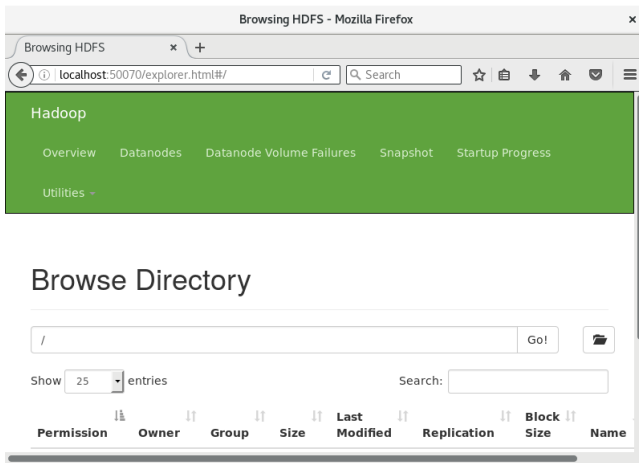 Browsing HDFS - Mozilla Firefox
Browsing HDFS
localhost:50070/explorer.html#/
Search
Hadoop
Overview Datanodes Datanode Volume Failures Snapshot Startup Progress
Utilities
Browse Directory
/ Go!
Show 25 entries Search:
Permission Owner Group Size Last Modified Replication Block Size Name